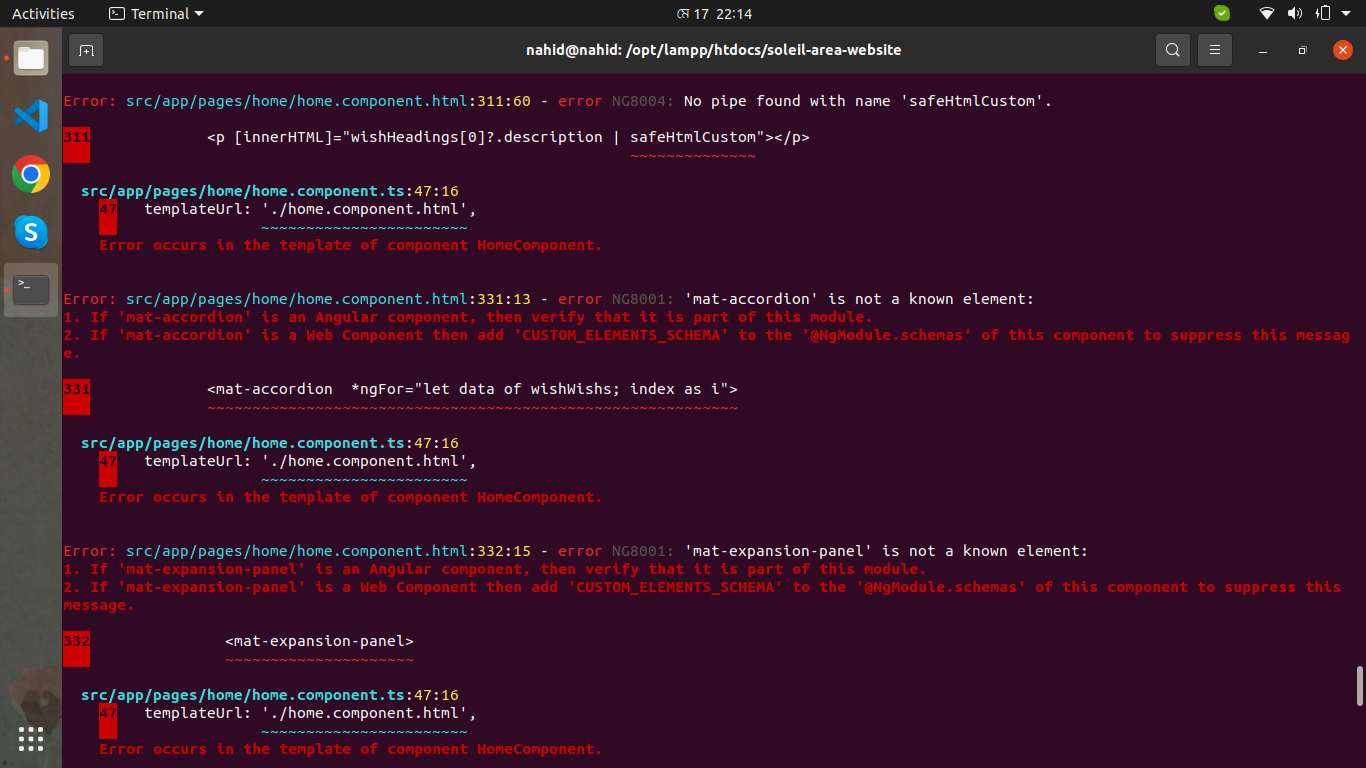 Activities
Terminal
মে 17 22:14
nahid@nahid: /opt/lampp/htdocs/soleil-area-website
Error: src/app/pages/home/home.component.html:311:60 - error NG8004: No pipe found with name 'safeHtmlCustom'.
311 <p [innerHTML]="wishHeadings[0]?.description | safeHtmlCustom"></p>
~~~~~~~~~~~~~~
src/app/pages/home/home.component.ts:47:16
47 templateUrl: './home.component.html',
~~~~~~~~~~~~~~~~~~~~~~~
Error occurs in the template of component HomeComponent.
Error: src/app/pages/home/home.component.html:331:13 - error NG8001: 'mat-accordion' is not a known element:
1. If 'mat-accordion' is an Angular component, then verify that it is part of this module.
2. If 'mat-accordion' is a Web Component then add 'CUSTOM_ELEMENTS_SCHEMA' to the '@NgModule.schemas' of this component to suppress this messag
e.
331 <mat-accordion  *ngFor="let data of wishWishs; index as i">
~~~~~~~~~~~~~~~~~~~~~~~~~~~~~~~~~~~~~~~~~~~~~~~~~~~~~~~~~~~
src/app/pages/home/home.component.ts:47:16
47 templateUrl: './home.component.html',
~~~~~~~~~~~~~~~~~~~~~~~
Error occurs in the template of component HomeComponent.
Error: src/app/pages/home/home.component.html:332:15 - error NG8001: 'mat-expansion-panel' is not a known element:
1. If 'mat-expansion-panel' is an Angular component, then verify that it is part of this module.
2. If 'mat-expansion-panel' is a Web Component then add 'CUSTOM_ELEMENTS_SCHEMA' to the '@NgModule.schemas' of this component to suppress this
message.
332 <mat-expansion-panel>
~~~~~~~~~~~~~~~~~~~~~
src/app/pages/home/home.component.ts:47:16
47 templateUrl: './home.component.html',
~~~~~~~~~~~~~~~~~~~~~~~
Error occurs in the template of component HomeComponent.